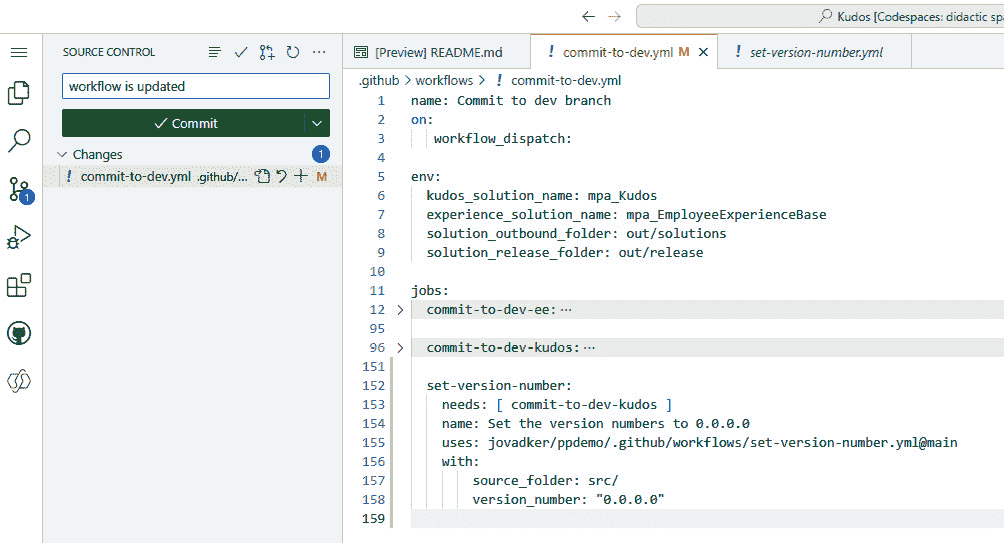 Kudos [Codespaces: didactic spa
SOURCE CONTROL
[Preview] README.md
! commit-to-dev.yml M
! set-version-number.yml
workflow is updated
Commit
Changes
1
! commit-to-dev.yml .github/... M
1
.github > workflows > ! commit-to-dev.yml
1 name: Commit to dev branch
2 on:
3 workflow_dispatch:
4
5 env:
6 kudos_solution_name: mpa_Kudos
7 experience_solution_name: mpa_EmployeeExperienceBase
8 solution_outbound_folder: out/solutions
9 solution_release_folder: out/release
10
11 jobs:
12 commit-to-dev-ee: ...
95
96 commit-to-dev-kudos: ...
151
152 set-version-number:
153 needs: [ commit-to-dev-kudos ]
154 name: Set the version numbers to 0.0.0.0
155 uses: jovadker/ppdemo/.github/workflows/set-version-number.yml@main
156 with:
157 source_folder: src/
158 version_number: "0.0.0.0"
159